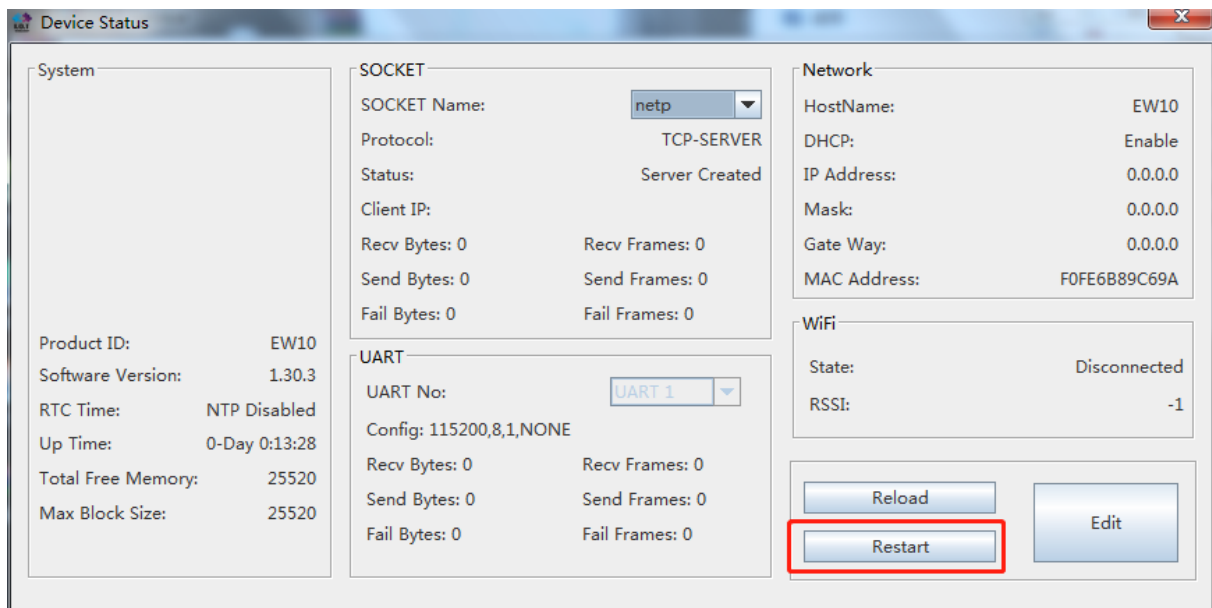 Device Status
System
Product ID: EW10
Software Version: 1.30.3
RTC Time: NTP Disabled
Up Time: 0-Day 0:13:28
Total Free Memory: 25520
Max Block Size: 25520
SOCKET
SOCKET Name: netp
Protocol: TCP-SERVER
Status: Server Created
Client IP:
Recv Bytes: 0 Recv Frames: 0
Send Bytes: 0 Send Frames: 0
Fail Bytes: 0 Fail Frames: 0
UART
UART No: UART 1
Config: 115200,8,1,NONE
Recv Bytes: 0 Recv Frames: 0
Send Bytes: 0 Send Frames: 0
Fail Bytes: 0 Fail Frames: 0
Network
HostName: EW10
DHCP: Enable
IP Address: 0.0.0.0
Mask: 0.0.0.0
Gate Way: 0.0.0.0
MAC Address: F0FE6B89C69A
WiFi
State: Disconnected
RSSI: -1
Reload
Restart
Edit